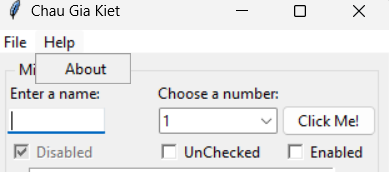 Chau Gia Kiet
File Help
Mi About
Enter a name: Choose a number:
1 Click Me!
Disabled UnChecked Enabled